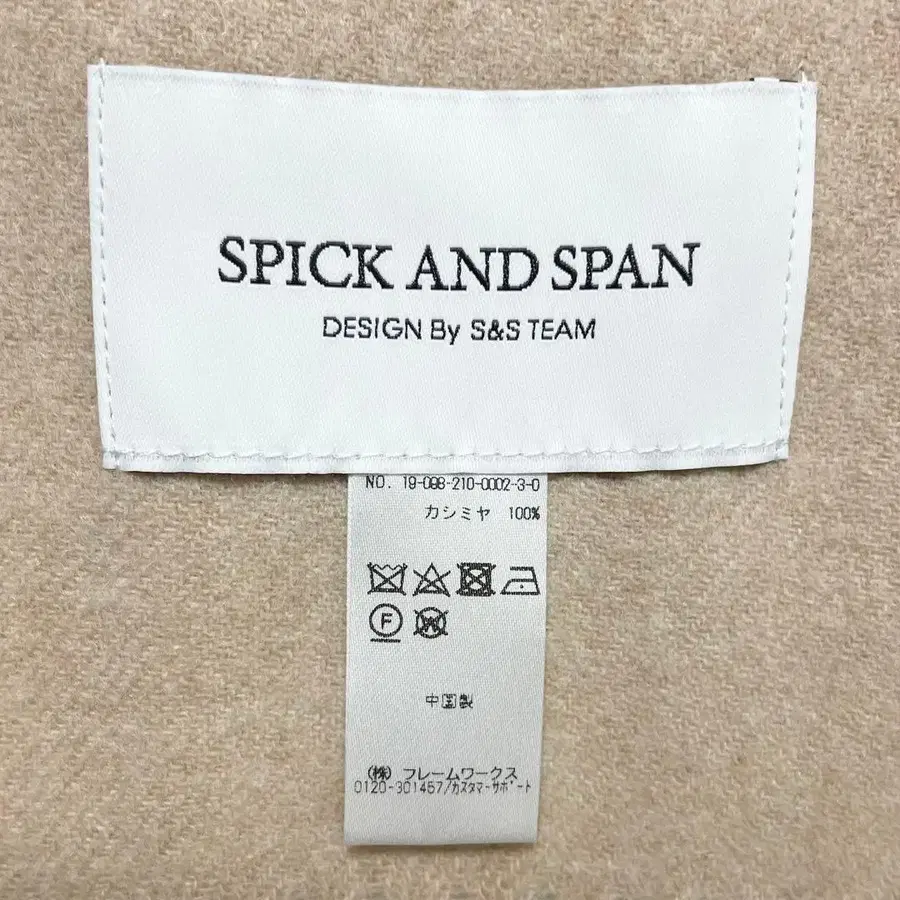 SPICK AND SPAN
DESIGN By S&S TEAM
NO. 19-098-210-0002-3-0
カシミヤ 100%
F
W
中国製
(株) フレームワークス
0120-301457/カスタマーサポート